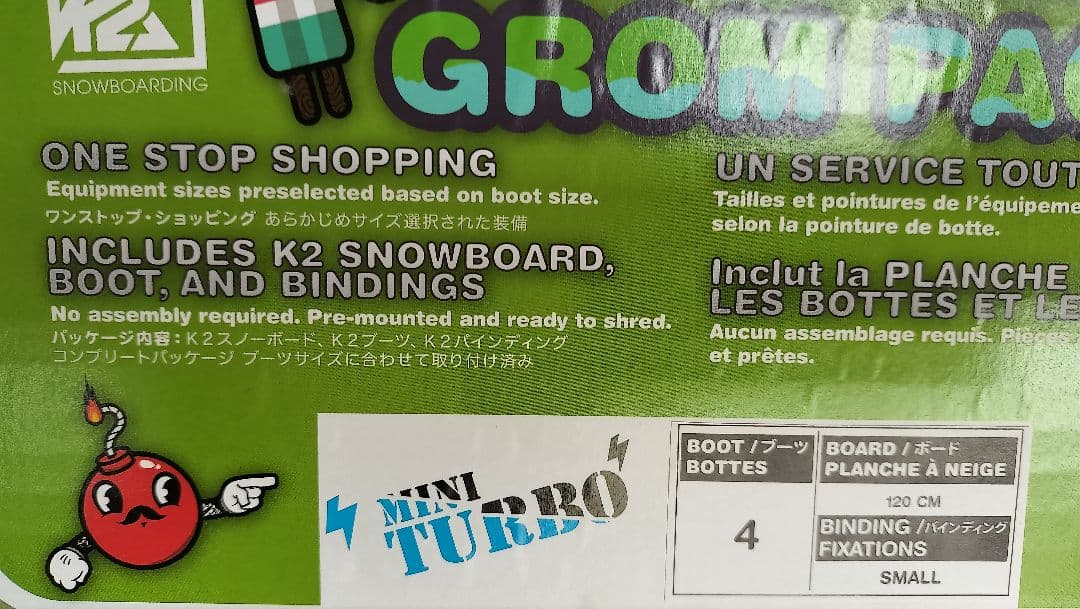 K2
SNOWBOARDING
GROM PA
ONE STOP SHOPPING
Equipment sizes preselected based on boot size.
ワンストップ・ショッピング あらかじめサイズ選択された装備
INCLUDES K2 SNOWBOARD,
BOOT, AND BINDINGS
No assembly required. Pre-mounted and ready to shred.
パッケージ内容：K2スノーボード、K2ブーツ、K2バインディング
コンプリートパッケージ ブーツサイズに合わせて取り付け済み
UN SERVICE TOUT
Tailles et pointures de l'équipeme
selon la pointure de botte.
Inclut la PLANCHE
LES BOTTES ET LE
Aucun assemblage requis. Pièces
et prêtes.
MINI
TURBO
BOOT / ブーツ
BOTTES
4
BOARD / ボード
PLANCHE À NEIGE
120 CM
BINDING /バインディング
FIXATIONS
SMALL